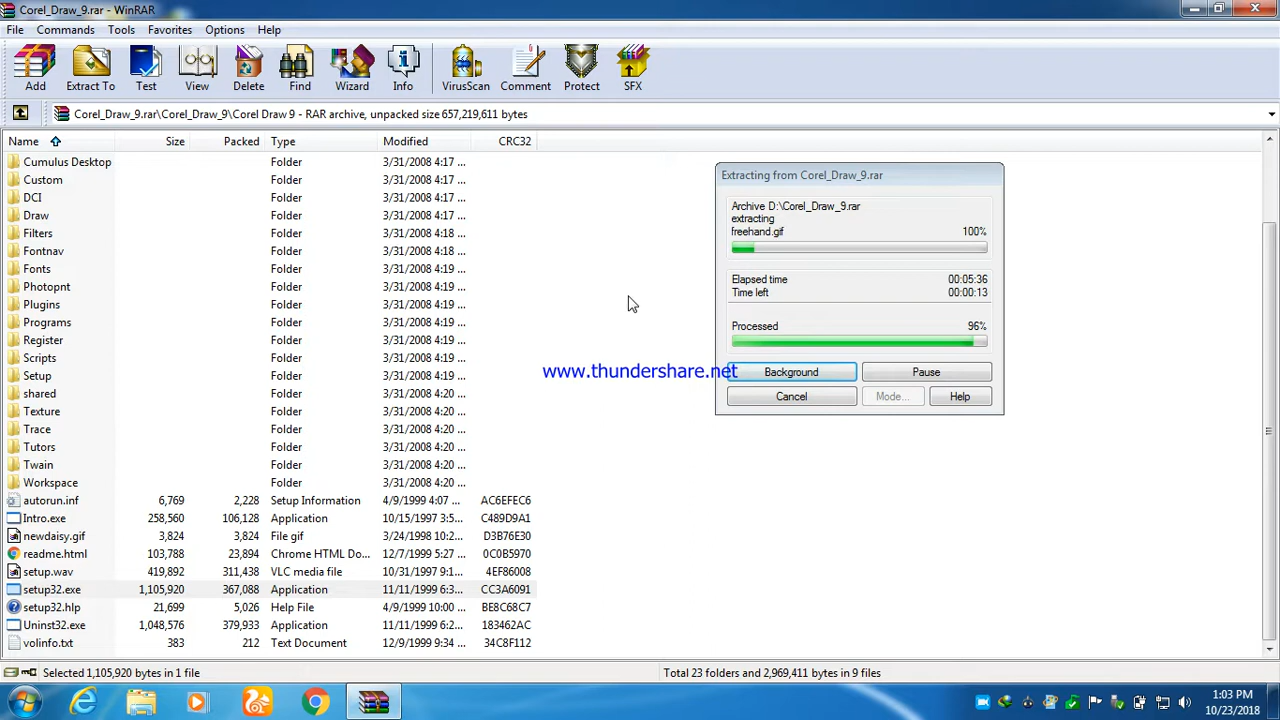 Corel_Draw_9.rar - WinRAR
File Commands Tools Favorites Options Help
Add Extract To Test View Delete Find Wizard Info VirusScan Comment Protect SFX
Corel_Draw_9.rar\Corel_Draw_9\Corel Draw 9 - RAR archive, unpacked size 657,219,611 bytes
Name Size Packed Type Modified CRC32
Cumulus Desktop Folder 3/31/2008 4:17 ...
Custom Folder 3/31/2008 4:17 ...
DCI Folder 3/31/2008 4:17 ...
Draw Folder 3/31/2008 4:17 ...
Filters Folder 3/31/2008 4:18 ...
Fontnav Folder 3/31/2008 4:18 ...
Fonts Folder 3/31/2008 4:19 ...
Photopnt Folder 3/31/2008 4:19 ...
Plugins Folder 3/31/2008 4:19 ...
Programs Folder 3/31/2008 4:19 ...
Register Folder 3/31/2008 4:19 ...
Scripts Folder 3/31/2008 4:19 ...
Setup Folder 3/31/2008 4:20 ...
shared Folder 3/31/2008 4:20 ...
Texture Folder 3/31/2008 4:20 ...
Trace Folder 3/31/2008 4:20 ...
Tutors Folder 3/31/2008 4:20 ...
Twain Folder 3/31/2008 4:20 ...
Workspace Folder 3/31/2008 4:20 ...
autorun.inf 6,769 2,228 Setup Information 4/9/1999 4:07 ... AC6EFEC6
Intro.exe 258,560 106,128 Application 10/15/1997 3:5... C489D9A1
newdaisy.gif 3,824 3,824 File gif 3/24/1998 10:2... D3B76E30
readme.html 103,788 23,894 Chrome HTML Do... 12/7/1999 5:27 ... 0C0B5970
setup.wav 419,892 311,438 VLC media file 10/31/1997 9:1... 4EF86008
setup32.exe 1,105,920 367,088 Application 11/11/1999 6:3... CC3A6091
setup32.hlp 21,699 5,026 Help File 4/9/1999 10:00 ... BE8C68C7
Uninst32.exe 1,048,576 379,933 Application 11/11/1999 6:2... 183462AC
volinfo.txt 383 212 Text Document 12/9/1999 9:34 ... 34C8F112
Extracting from Corel_Draw_9.rar
Archive D:\Corel_Draw_9.rar
extracting
freehand.gif 100%
Elapsed time 00:05:36
Time left 00:00:13
Processed 96%
Background Pause
Cancel Mode... Help
www.thundershare.net
Selected 1,105,920 bytes in 1 file Total 23 folders and 2,969,411 bytes in 9 files
1:03 PM
10/23/2018